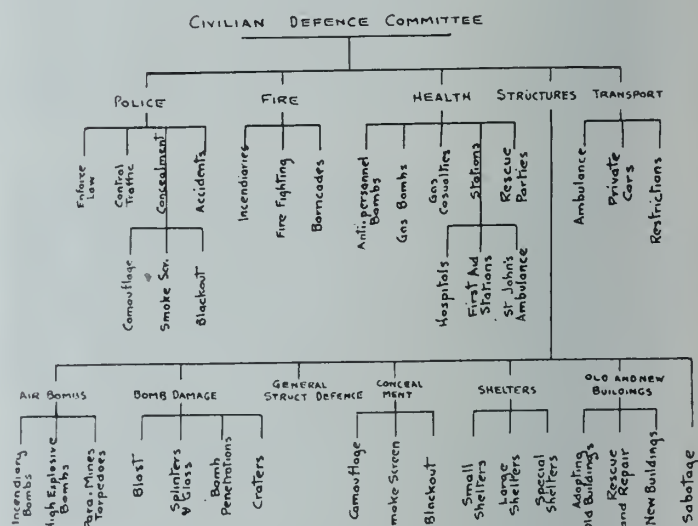 CIVILIAN DEFENCE COMMITTEE
POLICE
FIRE
HEALTH
STRUCTURES
TRANSPORT
Enforce
Law
Control
Traffic
Concealment
Accidents
Incendiaries
Fire Fighting
Barricades
Anti-personnel
Bombs
Gas Bombs
Gas
Casualties
Stations
Rescue
Parties
Ambulance
Private
Cars
Restrictions
Camouflage
Smoke Scr.
Blackout
Hospitals
First Aid
Stations
St John's
Ambulance
AIR BOMBS
BOMB DAMAGE
GENERAL
STRUCT DEFENCE
CONCEAL
MENT
SHELTERS
OLD AND NEW
BUILDINGS
Sabotage
Incendiary
Bombs
High Explosive
Bombs
Para. Mines
Torpedoes
Blast
Splinters
& Glass
Bomb
Penetrations
Craters
Camouflage
Smoke Screen
Blackout
Small
Shelters
Large
Shelters
Special
Shelters
Adapting
Old Buildings
Rescue
and Repair
New Buildings